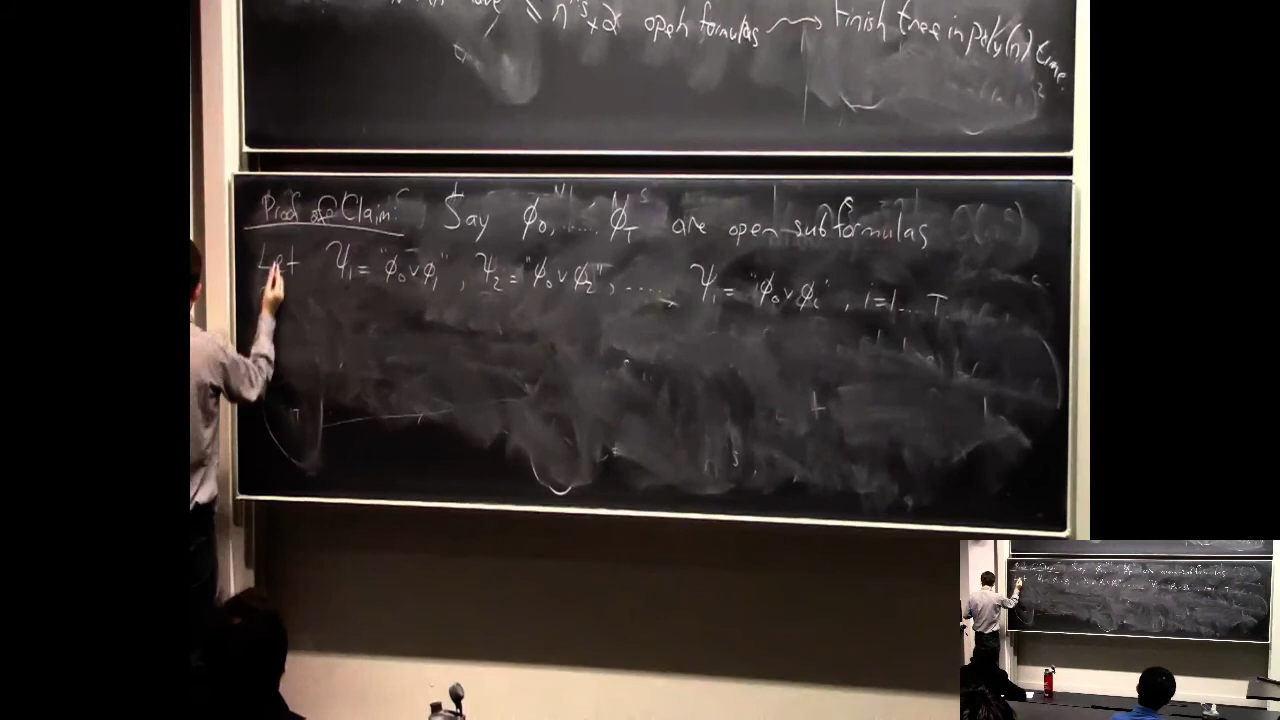 open formulas ⟿ Finish tree in poly(n) time.
Proof of Claim: Say ϕ₀, ..... ϕ_T are open subformulas
Let ψ₁ = "ϕ₀ ∨ ϕ₁", ψ₂ = "ϕ₀ ∨ ϕ₂", ..... ψᵢ = "ϕ₀ ∨ ϕᵢ", i=1...T